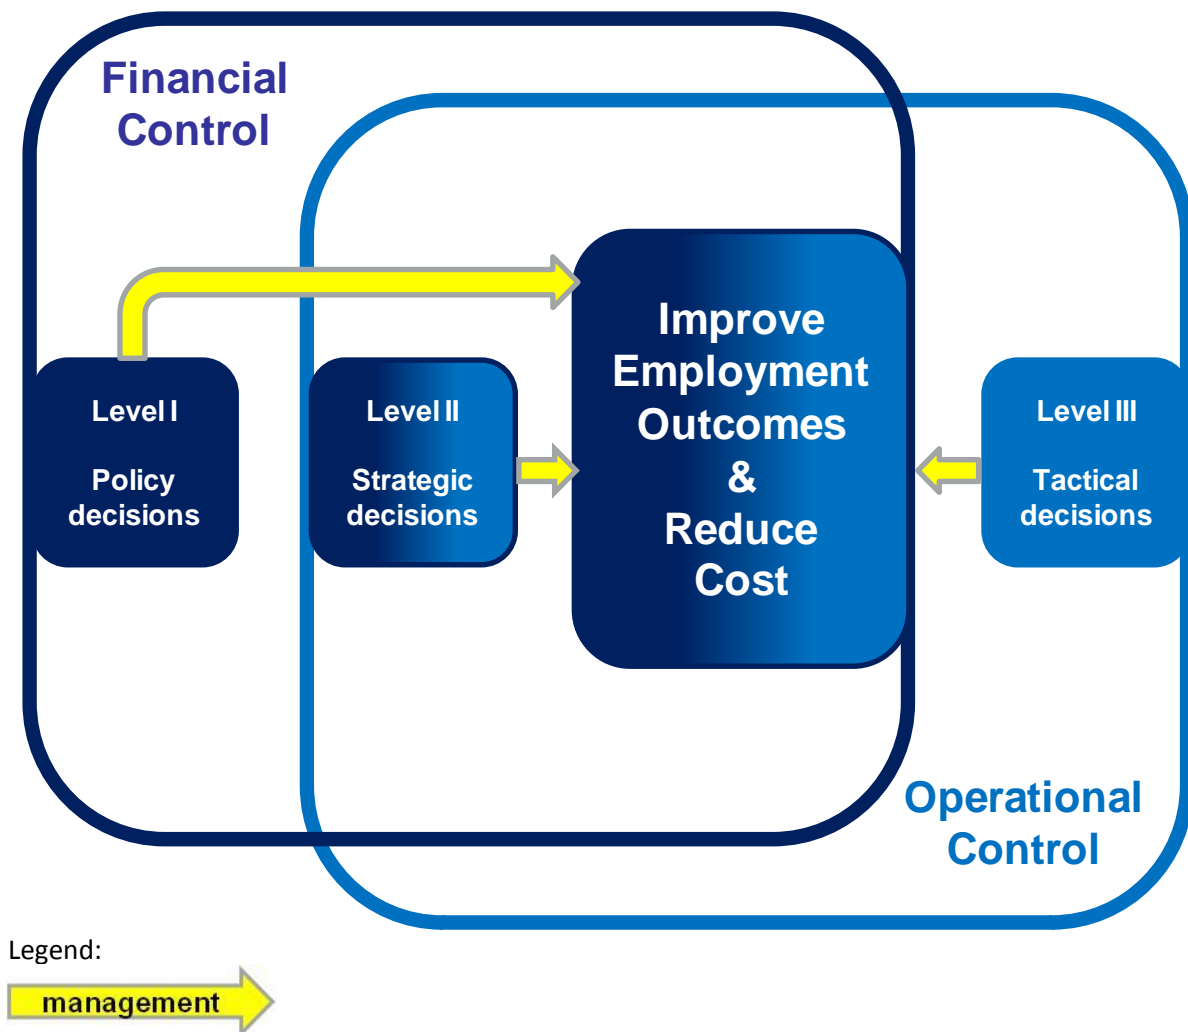 Financial
Control
Level I
Policy
decisions
Level II
Strategic
decisions
Improve
Employment
Outcomes
&
Reduce
Cost
Level III
Tactical
decisions
Operational
Control
Legend:
management